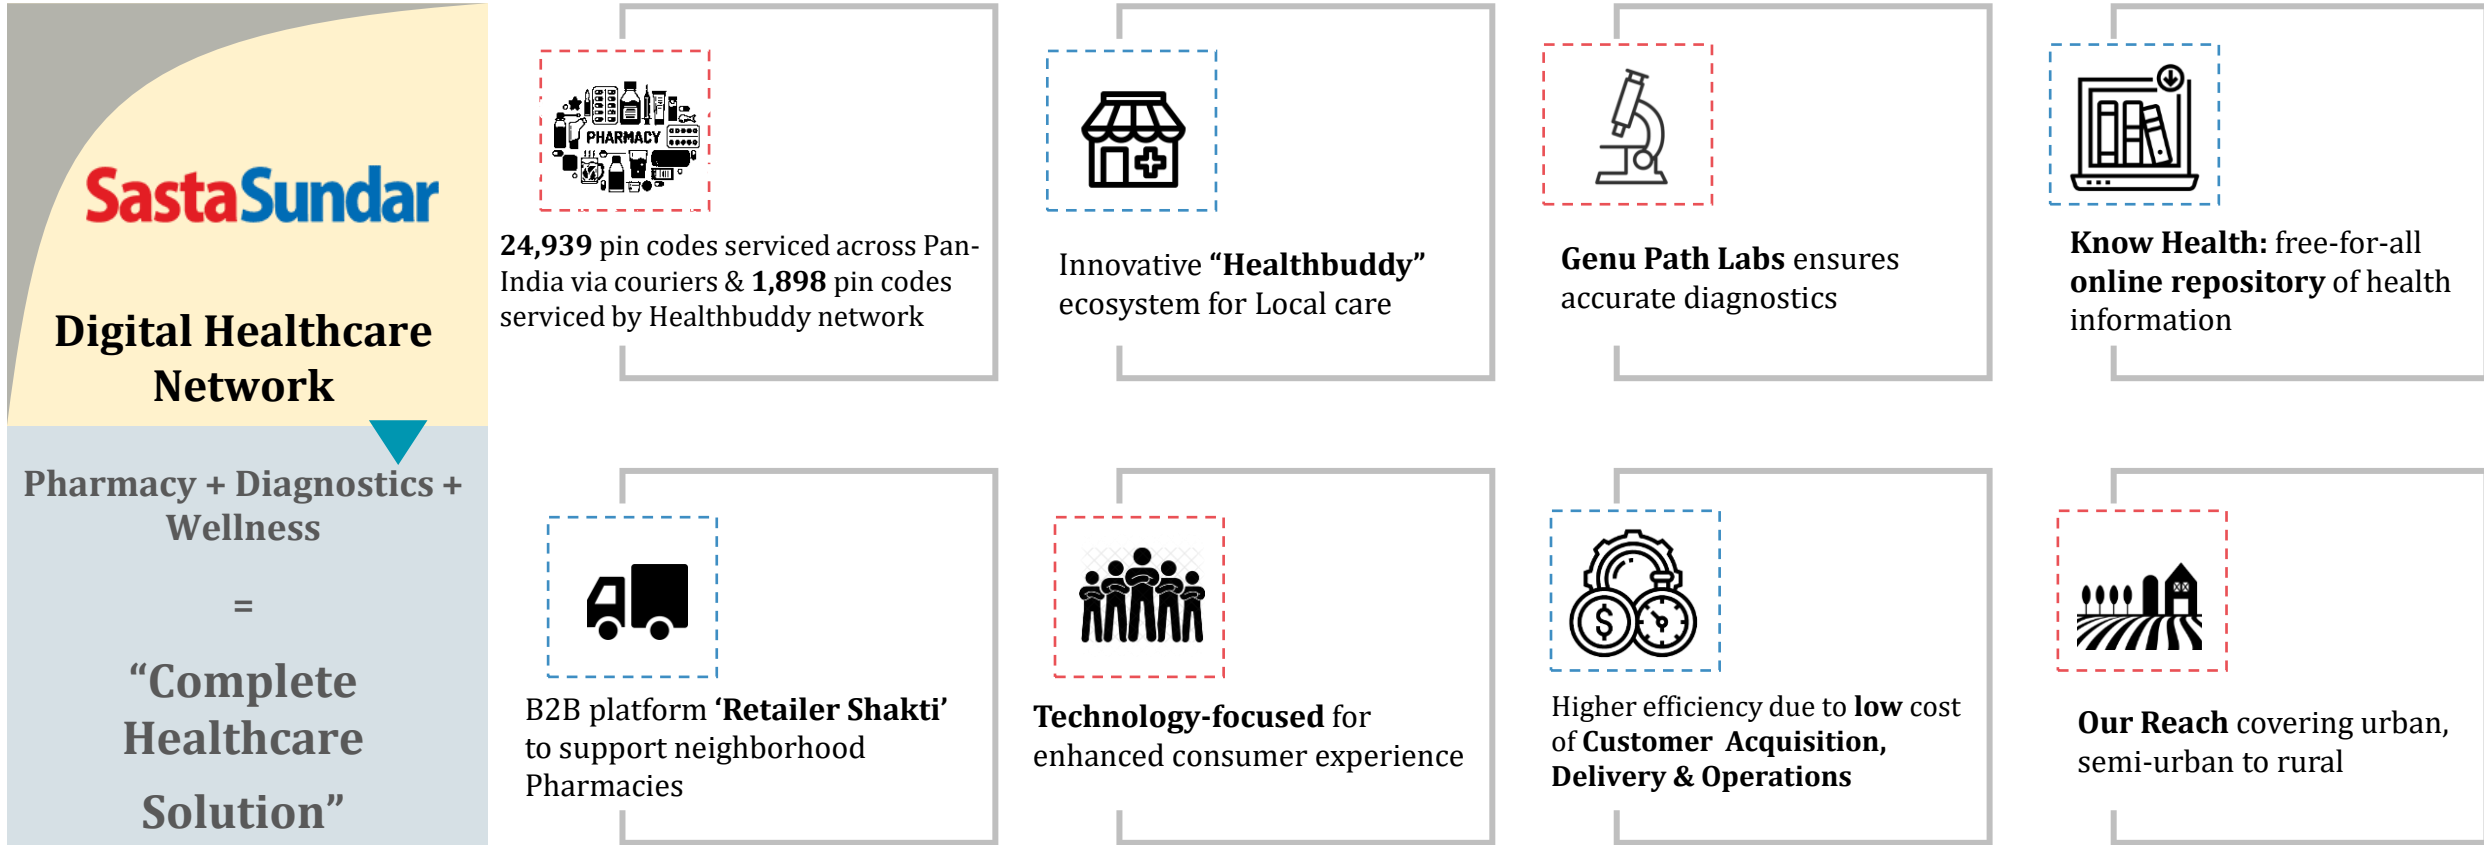 SastaSundar
Digital Healthcare
Network
Pharmacy + Diagnostics +
Wellness
=
“Complete
Healthcare
Solution”
PHARMACY
24,939 pin codes serviced across Pan-
India via couriers & 1,898 pin codes
serviced by Healthbuddy network
Innovative “Healthbuddy”
ecosystem for Local care
Genu Path Labs ensures
accurate diagnostics
Know Health: free-for-all
online repository of health
information
B2B platform ‘Retailer Shakti’
to support neighborhood
Pharmacies
Technology-focused for
enhanced consumer experience
$
Higher efficiency due to low cost
of Customer Acquisition,
Delivery & Operations
Our Reach covering urban,
semi-urban to rural